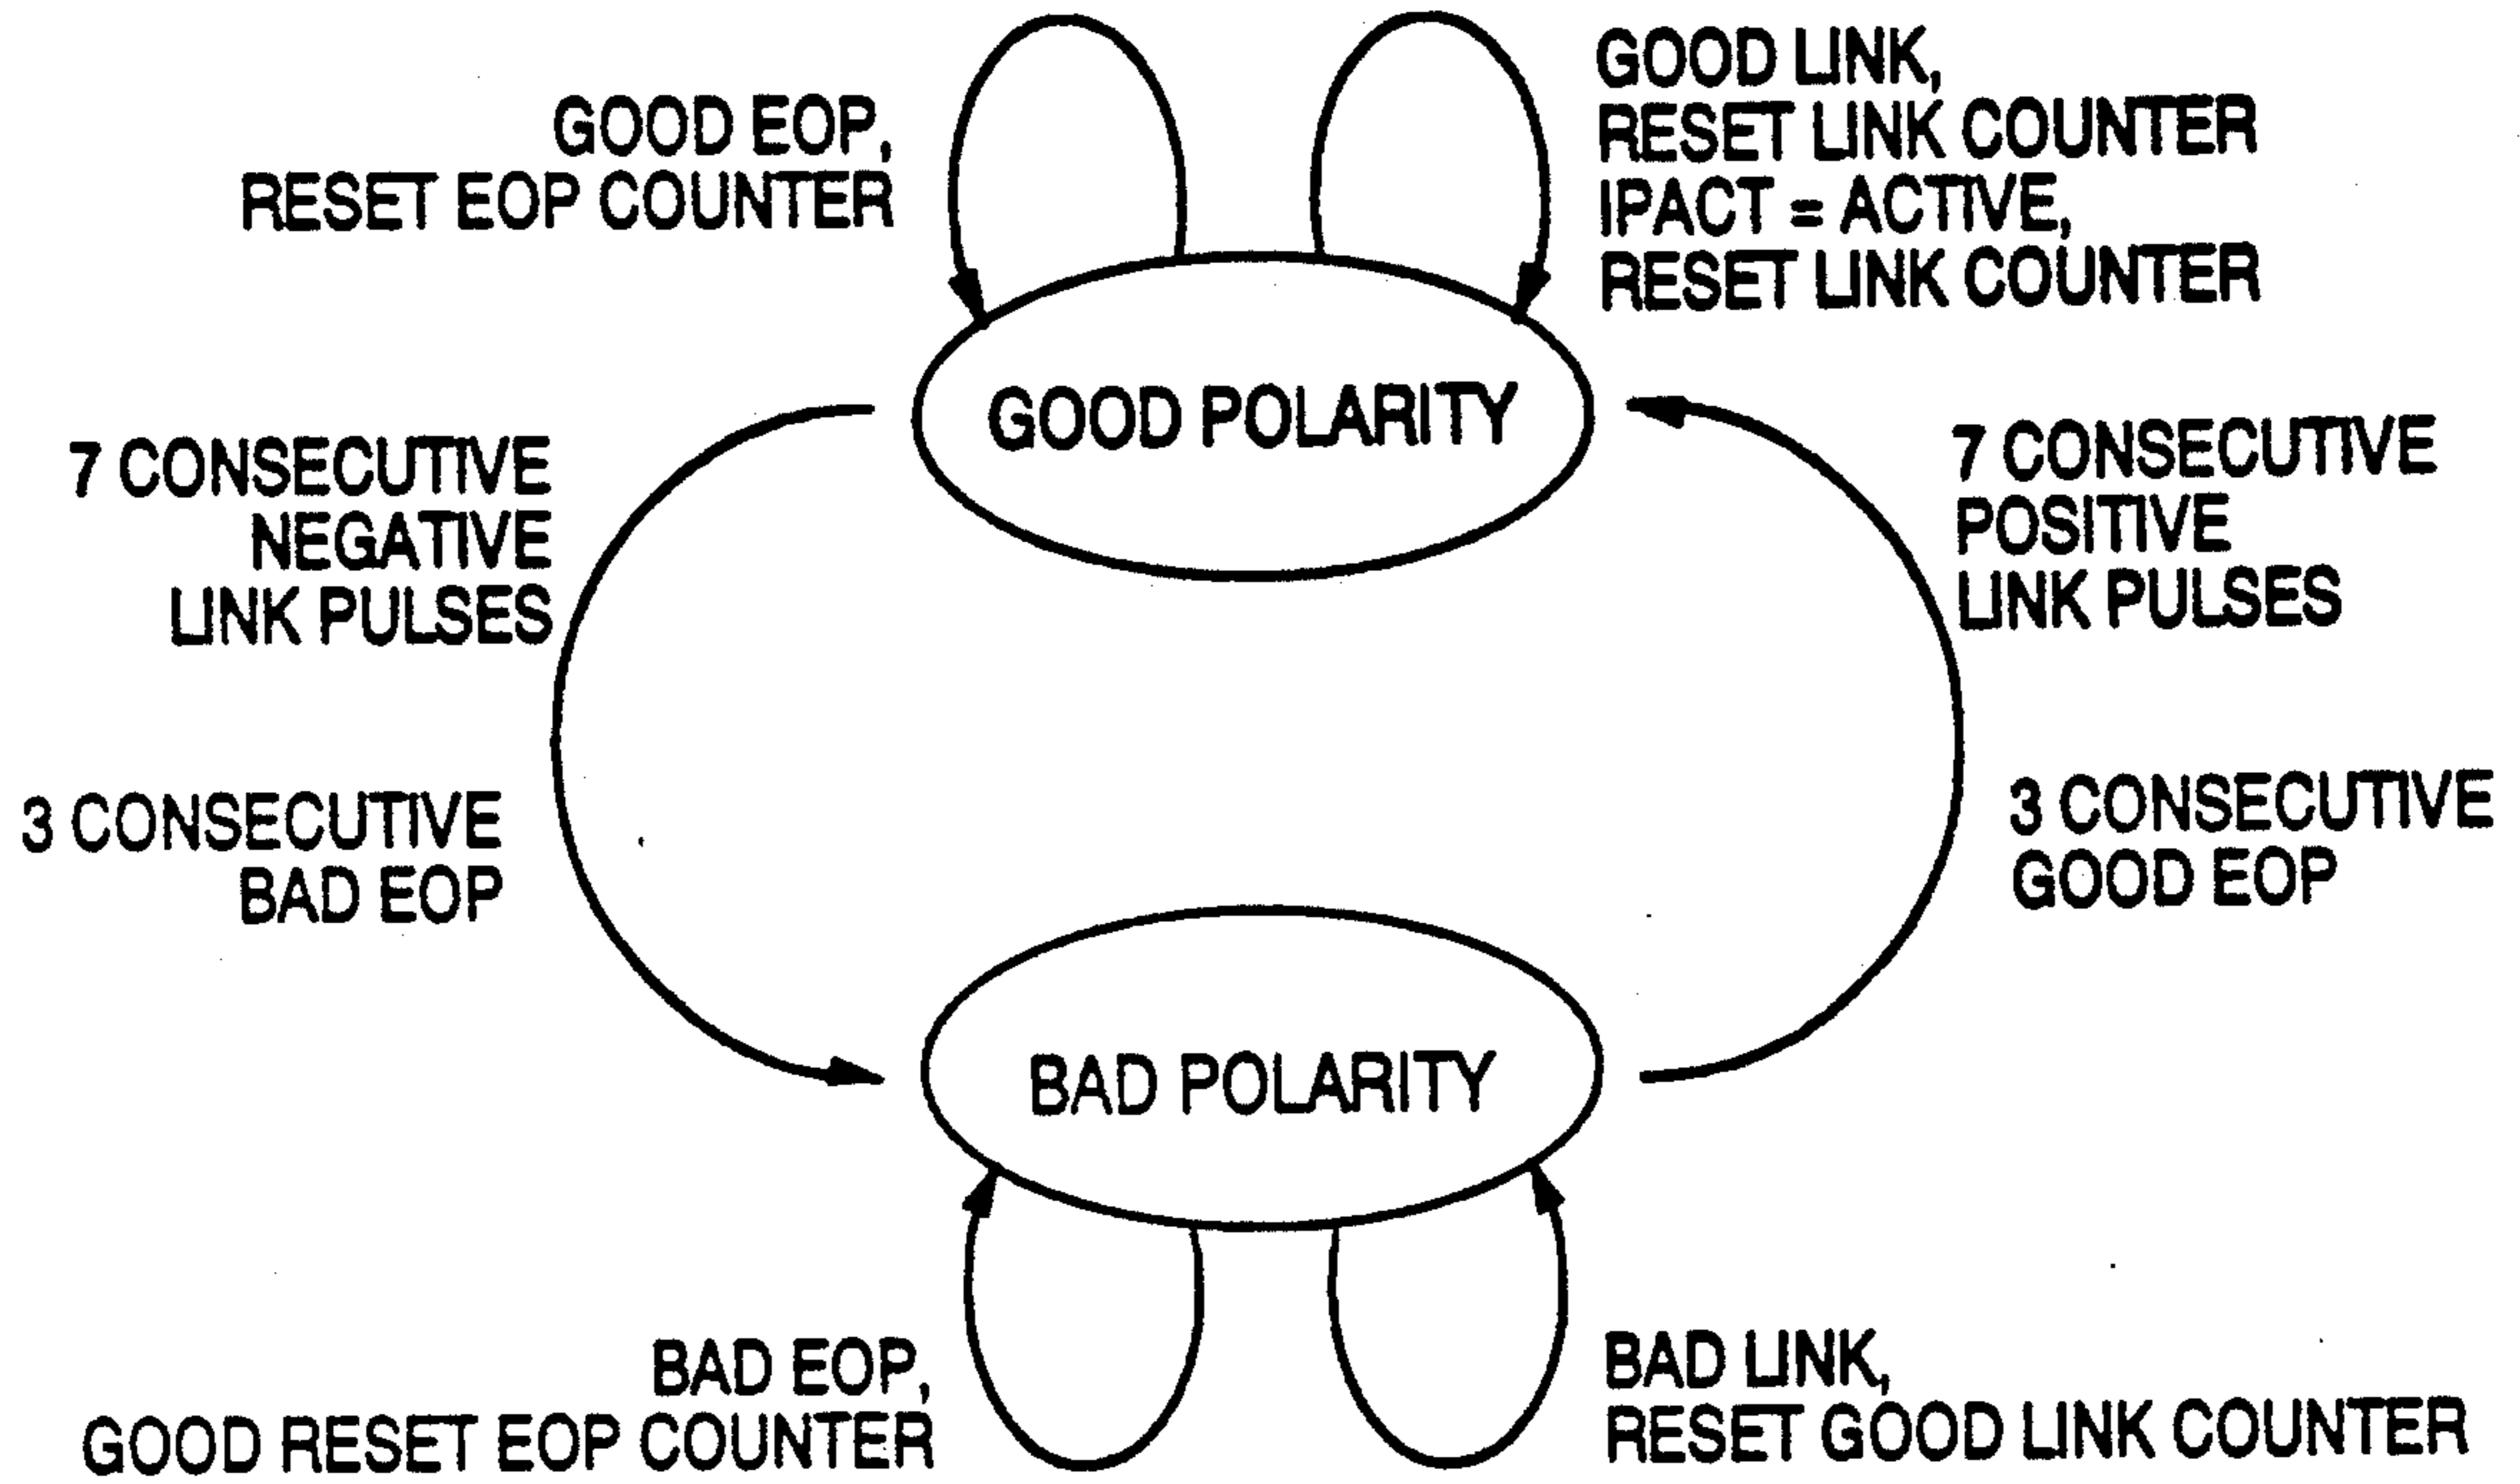 GOOD EOP,
RESET EOP COUNTER
GOOD LINK,
RESET LINK COUNTER
IPACT = ACTIVE,
RESET LINK COUNTER
GOOD POLARITY
7 CONSECUTIVE
NEGATIVE
LINK PULSES
7 CONSECUTIVE
POSITIVE
LINK PULSES
3 CONSECUTIVE
BAD EOP
3 CONSECUTIVE
GOOD EOP
BAD POLARITY
BAD EOP,
GOOD RESET EOP COUNTER
BAD LINK,
RESET GOOD LINK COUNTER